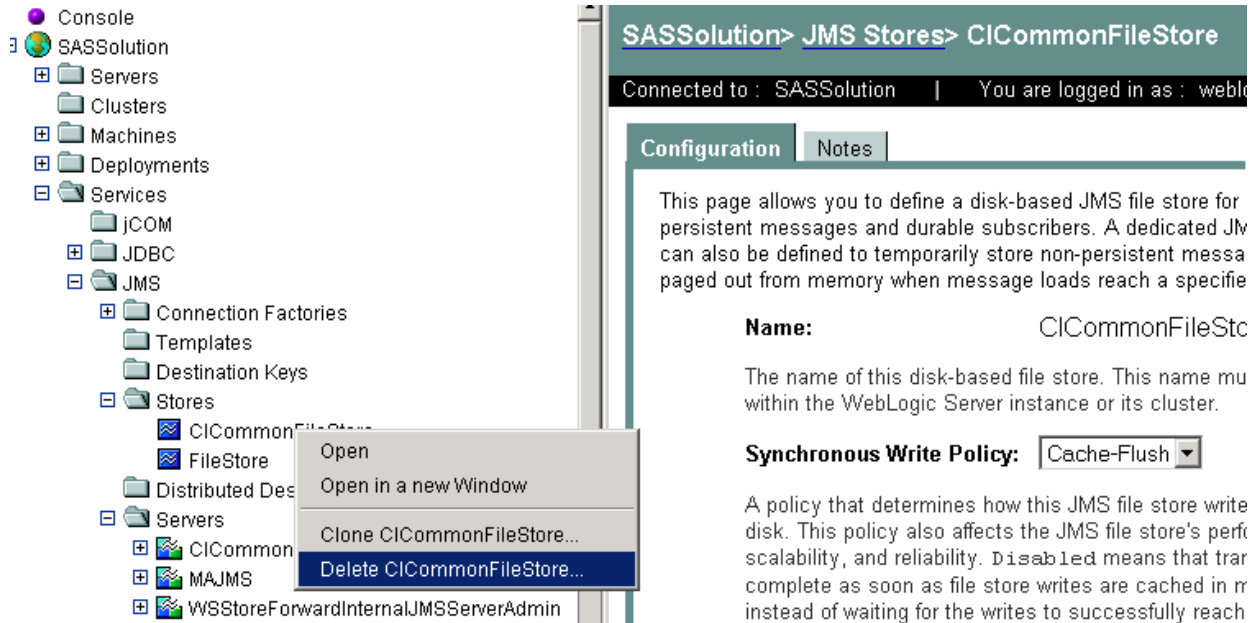 Console
SASSolution
Servers
Clusters
Machines
Deployments
Services
jCOM
JDBC
JMS
Connection Factories
Templates
Destination Keys
Stores
CICommonFileStore
FileStore
Distributed Des
Servers
CICommon
MAJMS
WSStoreForwardInternalJMSServerAdmin
Open
Open in a new Window
Clone CICommonFileStore...
Delete CICommonFileStore...
SASSolution> JMS Stores> CICommonFileStore
Connected to : SASSolution | You are logged in as : weblo
Configuration Notes
This page allows you to define a disk-based JMS file store for
persistent messages and durable subscribers. A dedicated JM
can also be defined to temporarily store non-persistent messa
paged out from memory when message loads reach a specifie
Name: CICommonFileSto
The name of this disk-based file store. This name mu
within the WebLogic Server instance or its cluster.
Synchronous Write Policy: Cache-Flush
A policy that determines how this JMS file store write
disk. This policy also affects the JMS file store's perfo
scalability, and reliability. Disabled means that tran
complete as soon as file store writes are cached in m
instead of waiting for the writes to successfully reach